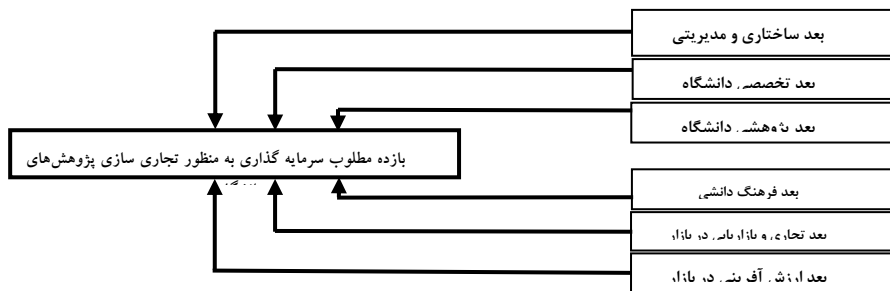 بعد ساختاری و مدیریتی
بعد تخصصی دانشگاه
بعد پژوهشی دانشگاه
بازده مطلوب سرمایه گذاری به منظور تجاری سازی پژوهش‌های
بعد فرهنگ دانشی
بعد تجاری و بازاریابی در بازار
بعد ارزش آفرینی در بازار